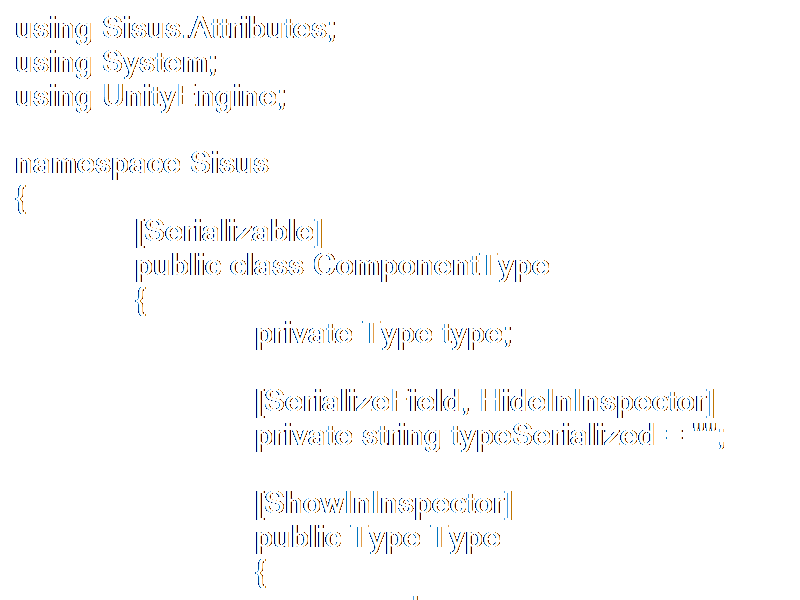 using Sisus.Attributes;
using System;
using UnityEngine;
namespace Sisus
{
[Serializable]
public class ComponentType
{
private Type type;
[SerializeField, HideInInspector]
private string typeSerialized = "";
[ShowInInspector]
public Type Type
{